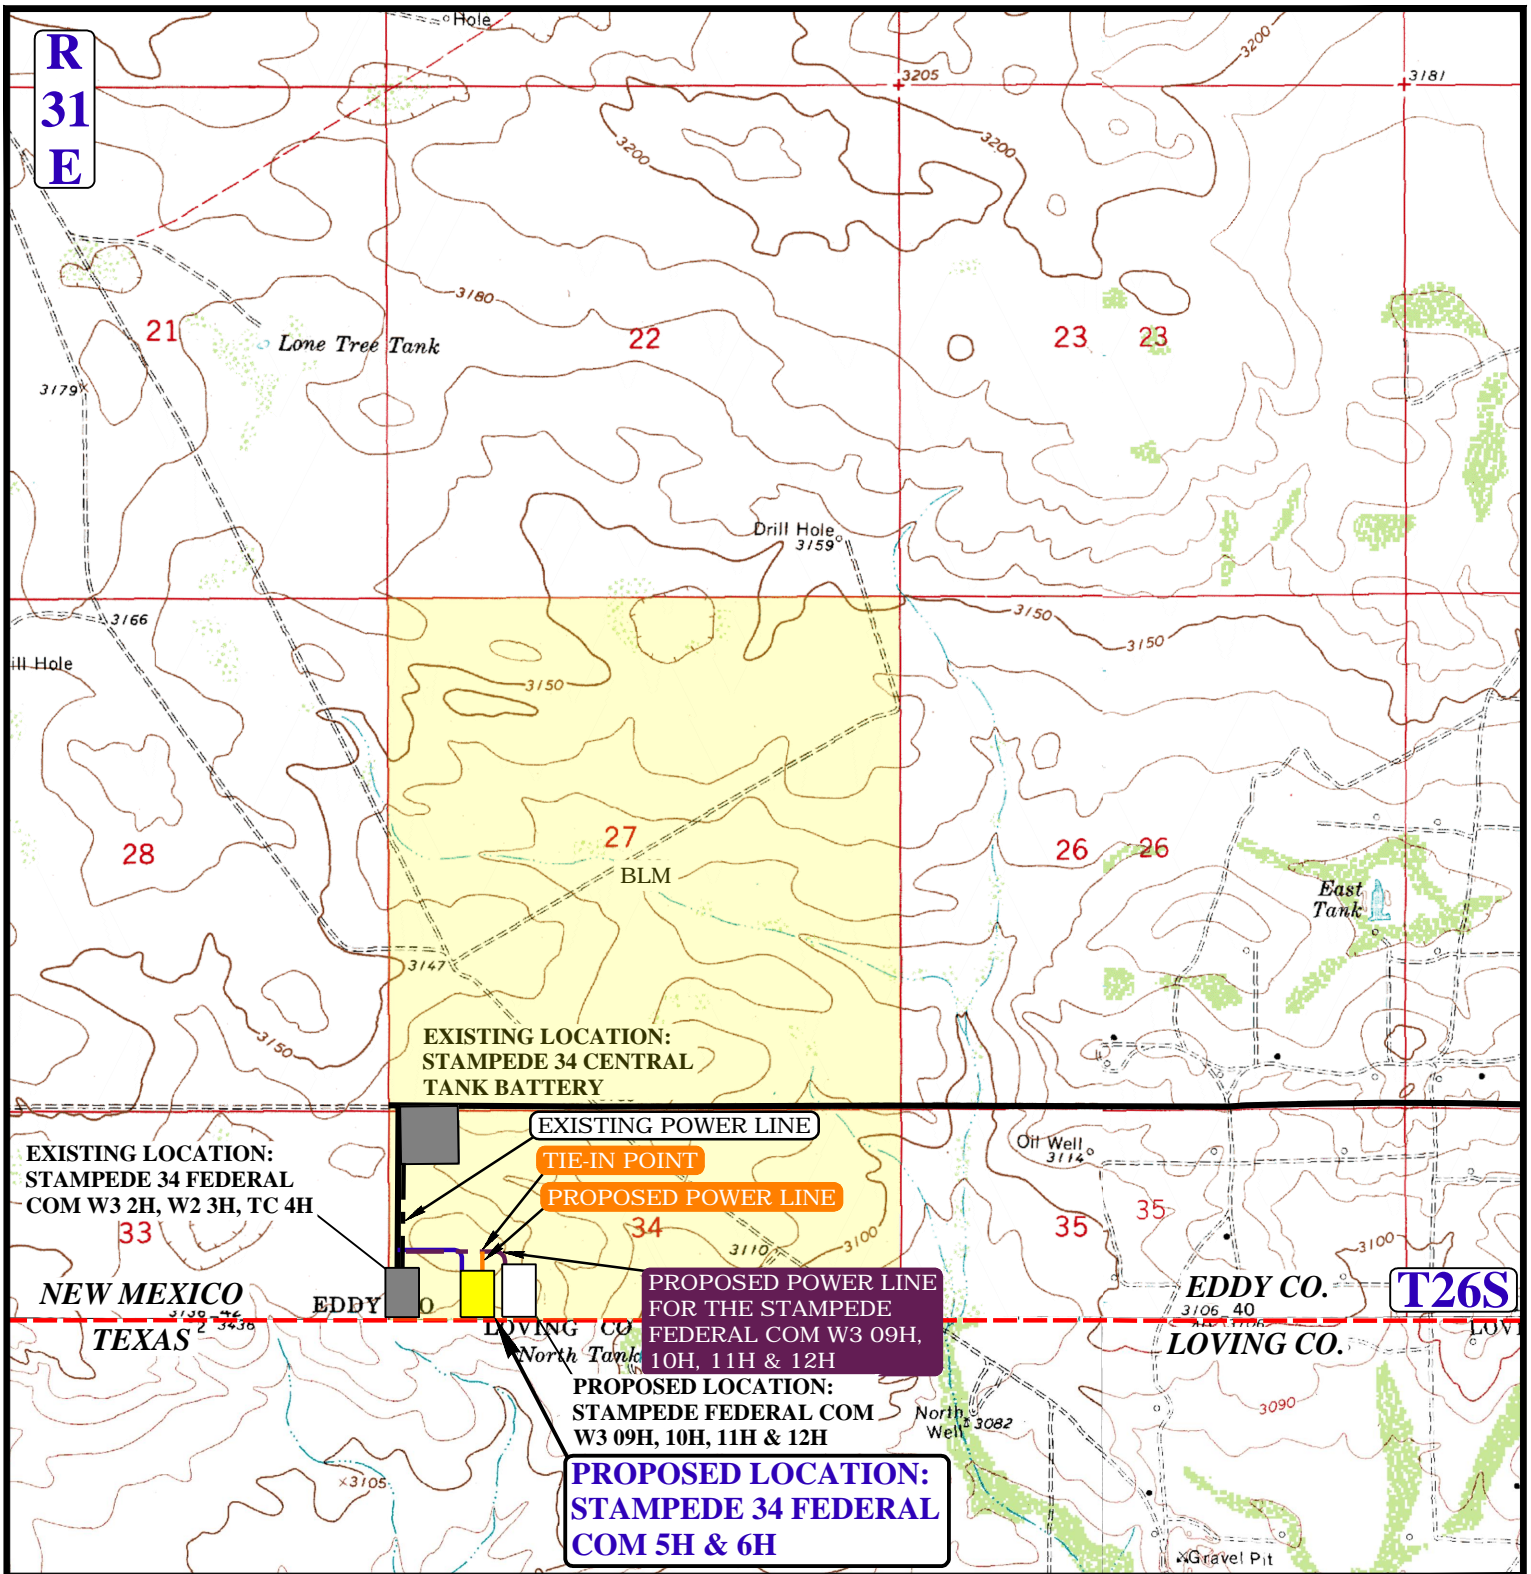 Hole
R
31
E
3200
3205
3181
3200
3200
3180
21
22
23
23
Lone Tree Tank
3179
Drill Hole
3159
3166
3150
3150
ill Hole
3150
27
BLM
28
26
26
East
Tank
3147
3150
EXISTING LOCATION:
STAMPEDE 34 CENTRAL
TANK BATTERY
EXISTING POWER LINE
TIE-IN POINT
PROPOSED POWER LINE
Oil Well
3114
EXISTING LOCATION:
STAMPEDE 34 FEDERAL
COM W3 2H, W2 3H, TC 4H
33
34
35
35
3110
3100
3100
PROPOSED POWER LINE
FOR THE STAMPEDE
FEDERAL COM W3 09H,
10H, 11H & 12H
NEW MEXICO
EDDY
O
EDDY CO.
T26S
3106
40
TEXAS
LOVING CO
LOVING CO.
North Tank
PROPOSED LOCATION:
STAMPEDE FEDERAL COM
W3 09H, 10H, 11H & 12H
North
Well
3082
3090
3105
PROPOSED LOCATION:
STAMPEDE 34 FEDERAL
COM 5H & 6H
Gravel Pit